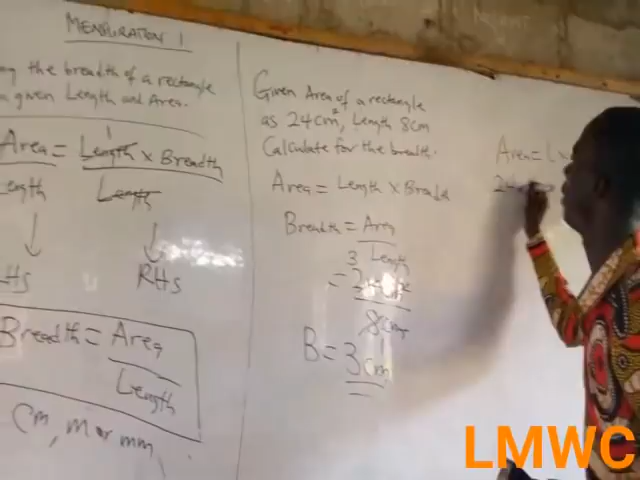 MENSURATION 1
the breadth of a rectangle
given Length and Area.
Area = Length × Breadth
Length
Length
RHS
Breadth = Area
Length
Cm, m or mm
Given Area of a rectangle
as 24cm², Length 8cm
Calculate for the breadth.
Area = Length × Breadth
Breadth = Area
Length
3
=
8cm
1
B = 3cm
Area = L ×
LMWC